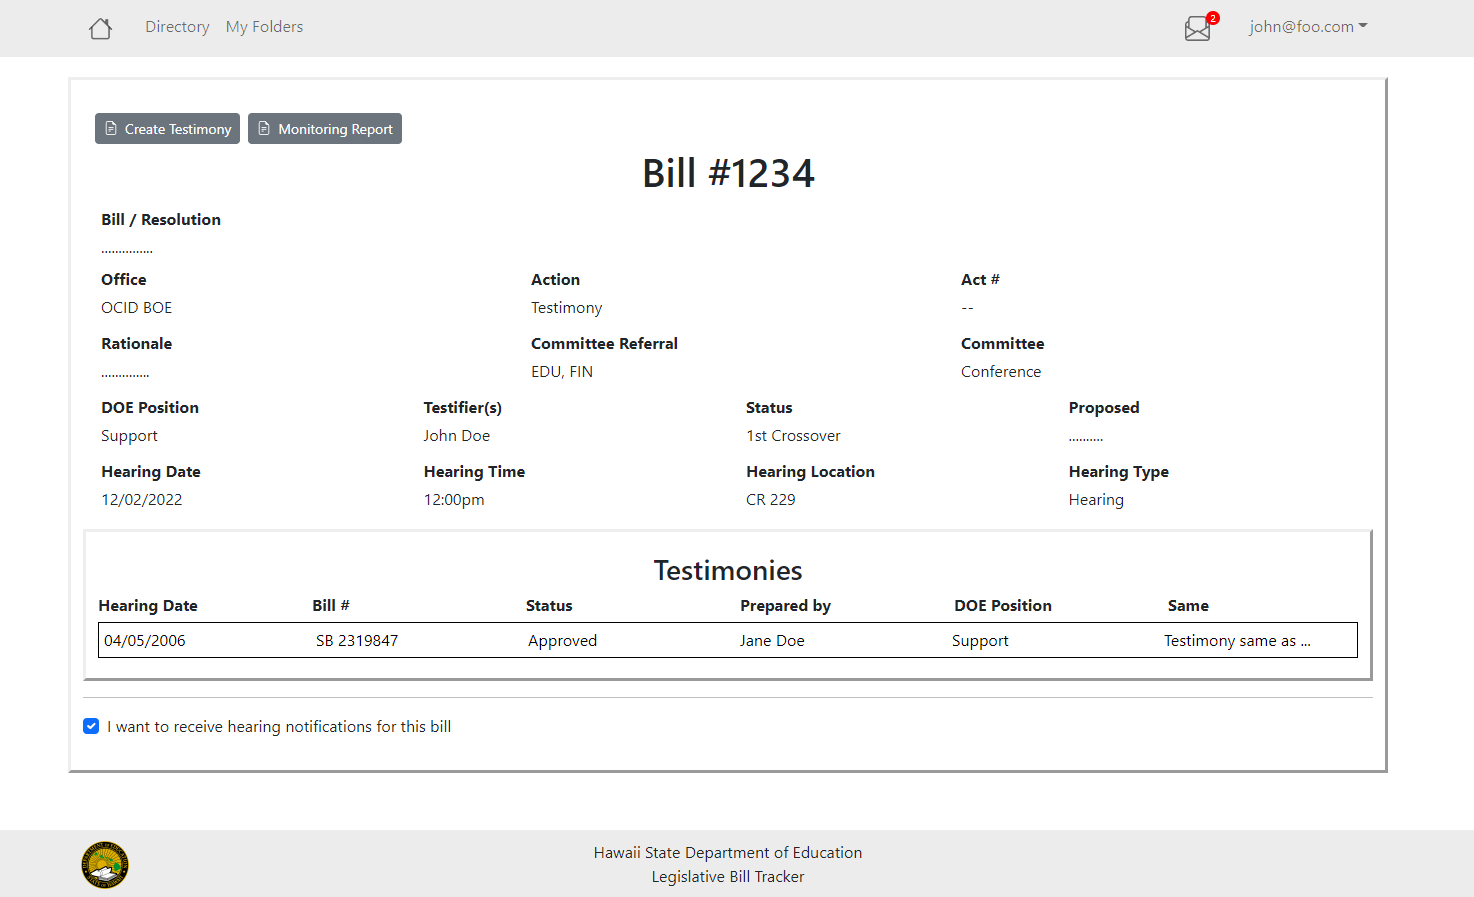 Directory My Folders 2 john@foo.com
Create Testimony Monitoring Report
Bill #1234
Bill / Resolution
...............
Office Action Act #
OCID BOE Testimony --
Rationale Committee Referral Committee
.............. EDU, FIN Conference
DOE Position Testifier(s) Status Proposed
Support John Doe 1st Crossover ..........
Hearing Date Hearing Time Hearing Location Hearing Type
12/02/2022 12:00pm CR 229 Hearing
Testimonies
Hearing Date Bill # Status Prepared by DOE Position Same
04/05/2006 SB 2319847 Approved Jane Doe Support Testimony same as ...
I want to receive hearing notifications for this bill
Hawaii State Department of Education
Legislative Bill Tracker